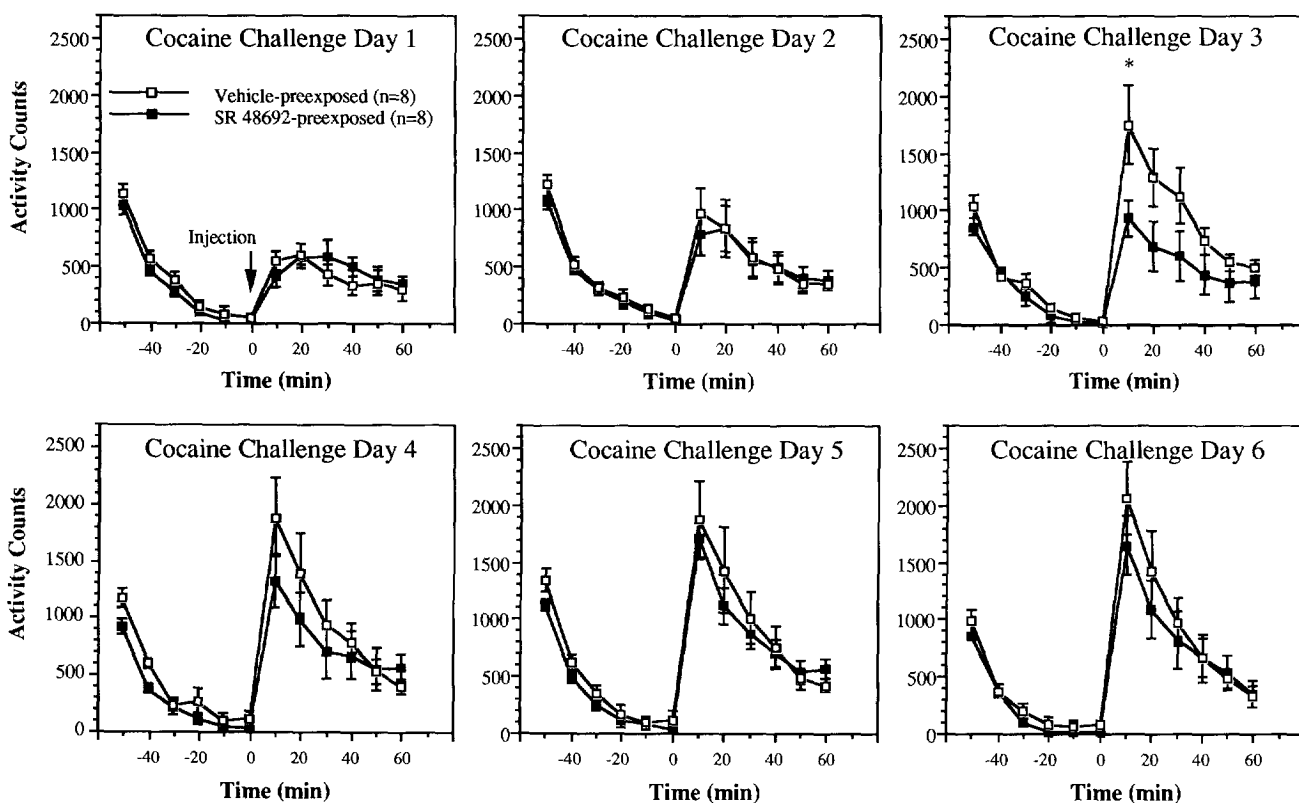 Cocaine Challenge Day 1
Cocaine Challenge Day 2
Cocaine Challenge Day 3
2500
2000
1500
1000
500
0
Activity Counts
Vehicle-preexposed (n=8)
SR 48692-preexposed (n=8)
Injection
-40 -20 0 20 40 60
Time (min)
2500
2000
1500
1000
500
0
-40 -20 0 20 40 60
Time (min)
2500
2000
1500
1000
500
0
*
-40 -20 0 20 40 60
Time (min)
Cocaine Challenge Day 4
Cocaine Challenge Day 5
Cocaine Challenge Day 6
2500
2000
1500
1000
500
0
Activity Counts
-40 -20 0 20 40 60
Time (min)
2500
2000
1500
1000
500
0
-40 -20 0 20 40 60
Time (min)
2500
2000
1500
1000
500
0
-40 -20 0 20 40 60
Time (min)